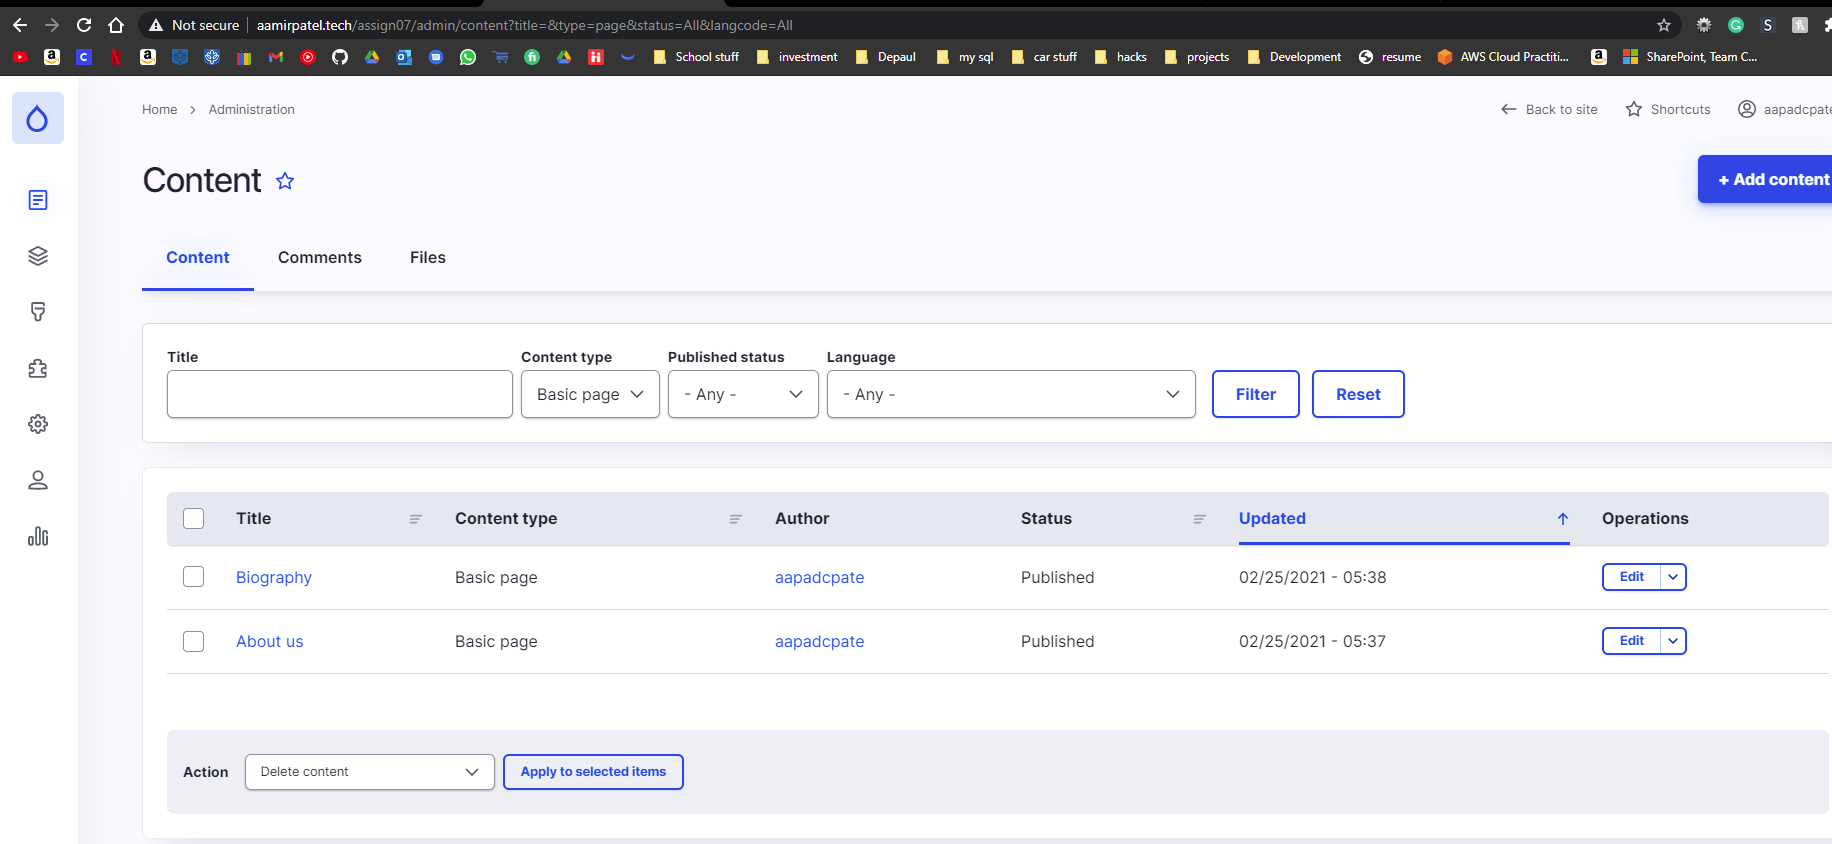 Not secure aamirpatel.tech/assign07/admin/content?title=&type=page&status=All&langcode=All
School stuff investment Depaul my sql car stuff hacks projects Development resume AWS Cloud Practiti... SharePoint, Team C...
Home > Administration
Back to site Shortcuts aapadcpate
Content
+ Add content
Content Comments Files
Title Content type Published status Language
Basic page - Any - - Any - Filter Reset
Title Content type Author Status Updated Operations
Biography Basic page aapadcpate Published 02/25/2021 - 05:38 Edit
About us Basic page aapadcpate Published 02/25/2021 - 05:37 Edit
Action Delete content Apply to selected items